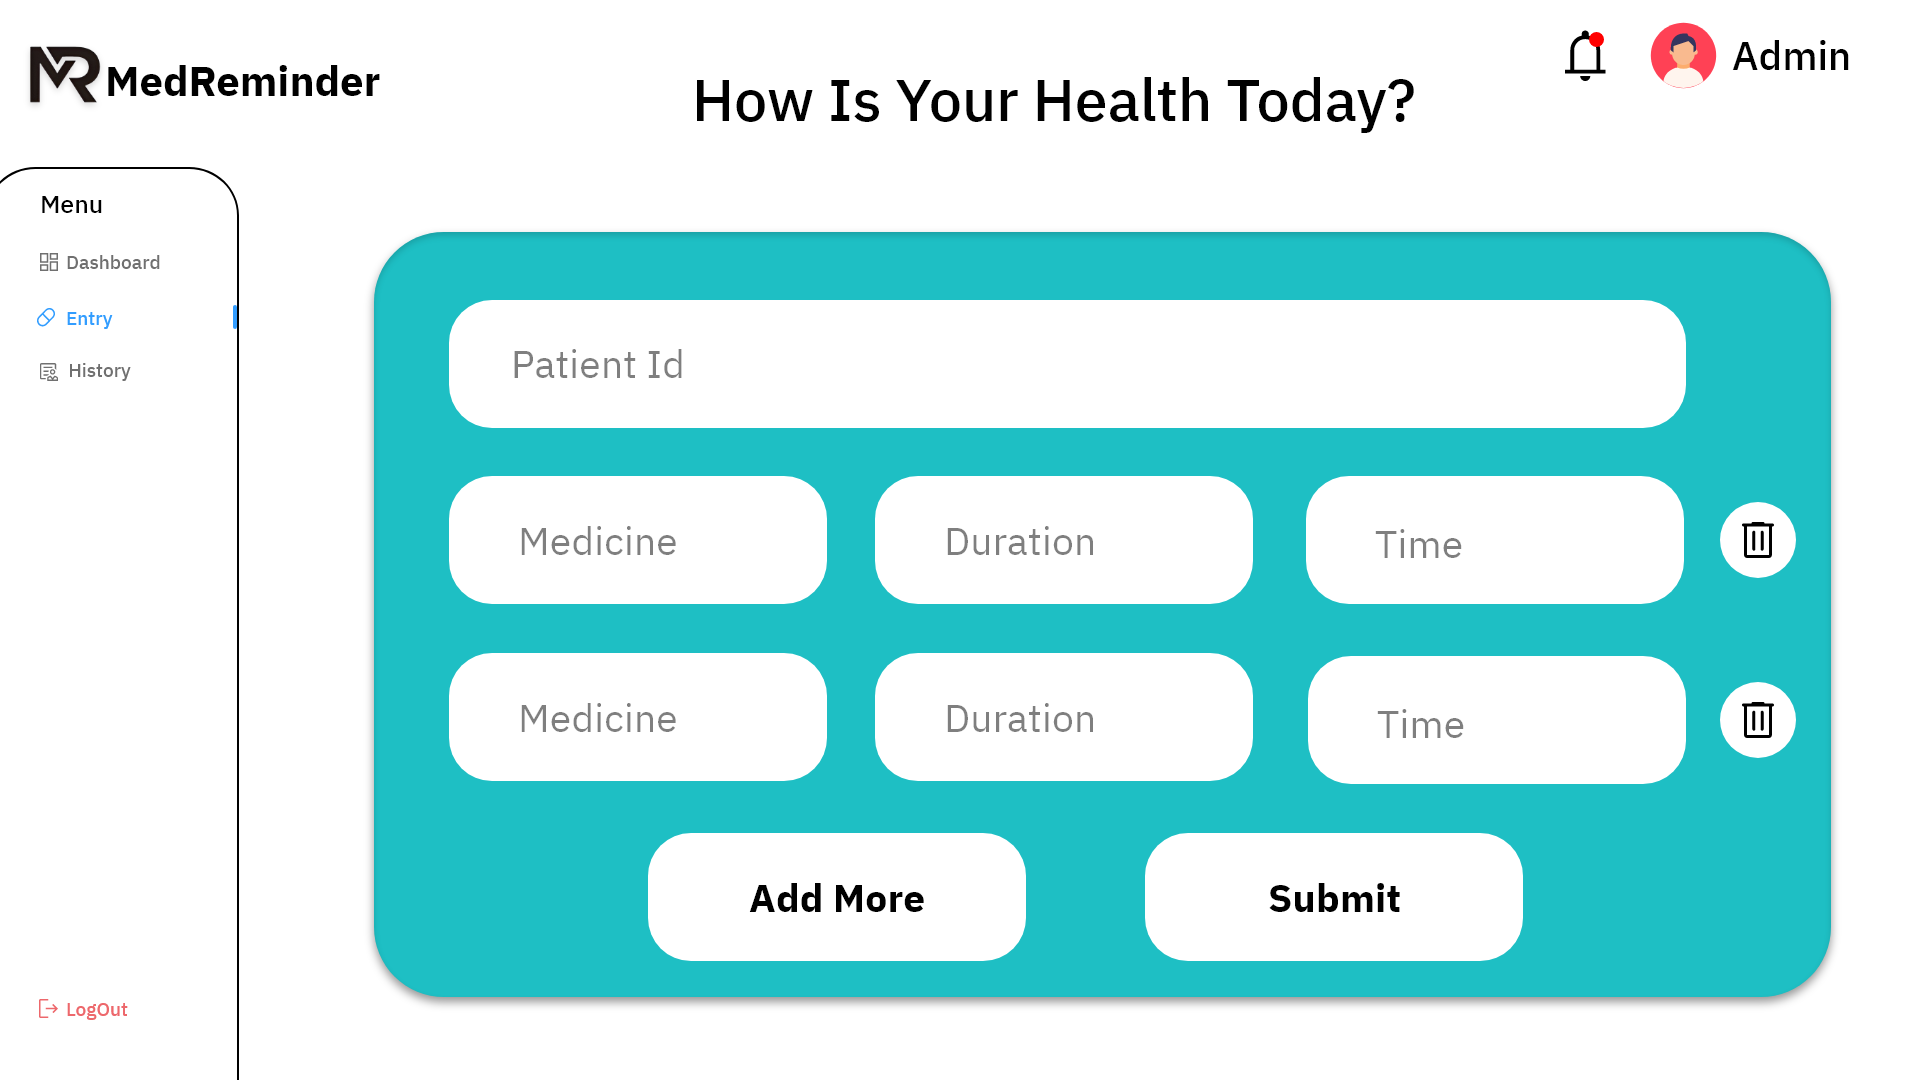 MedReminder
How Is Your Health Today?
Admin
Menu
Dashboard
Entry
History
LogOut
Patient Id
Medicine
Duration
Time
Medicine
Duration
Time
Add More
Submit